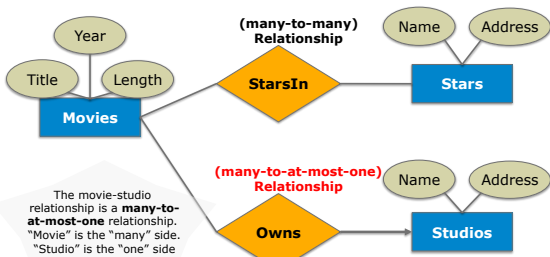 (many-to-many)
Relationship
Year
Name
Address
Title
Length
StarsIn
Stars
Movies
(many-to-at-most-one)
Relationship
Name
Address
The movie-studio
relationship is a many-to-
at-most-one relationship.
“Movie” is the “many” side.
“Studio” is the “one” side
Owns
Studios